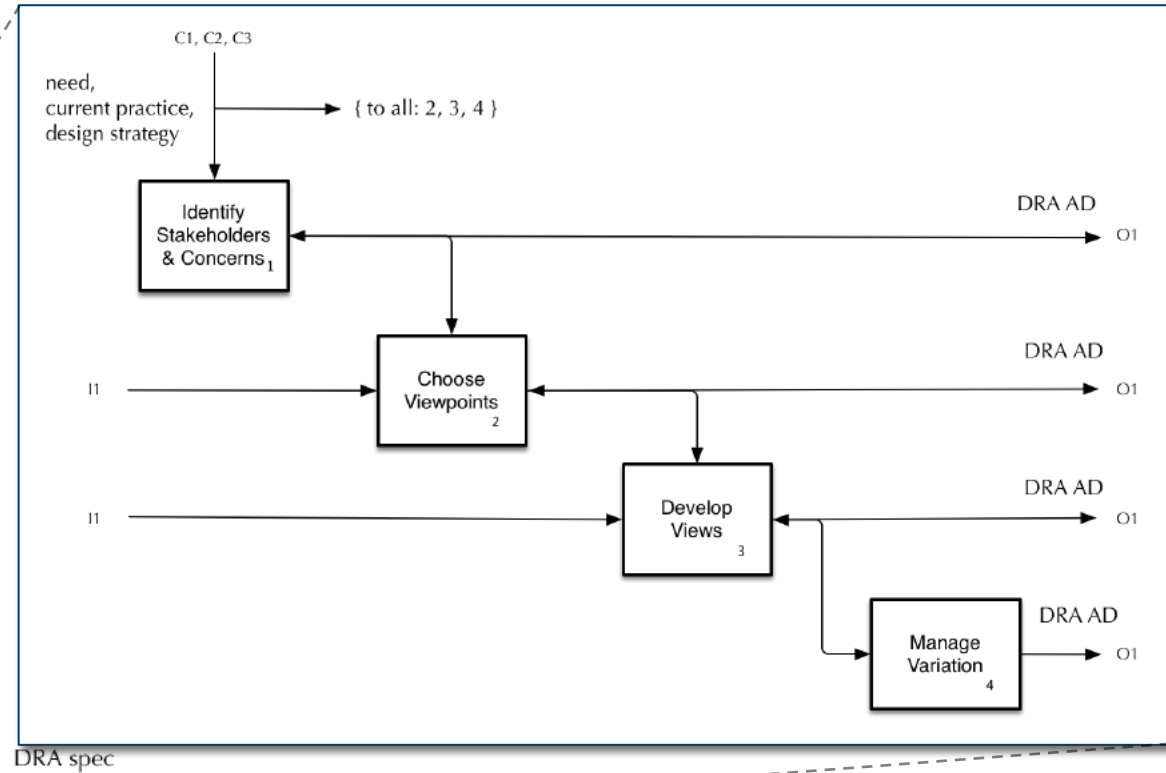 C1, C2, C3
need,
current practice,
design strategy
{ to all: 2, 3, 4 }
Identify
Stakeholders
& Concerns
1
DRA AD
O1
I1
Choose
Viewpoints
2
DRA AD
O1
I1
Develop
Views
3
DRA AD
O1
Manage
Variation
4
DRA AD
O1
DRA spec